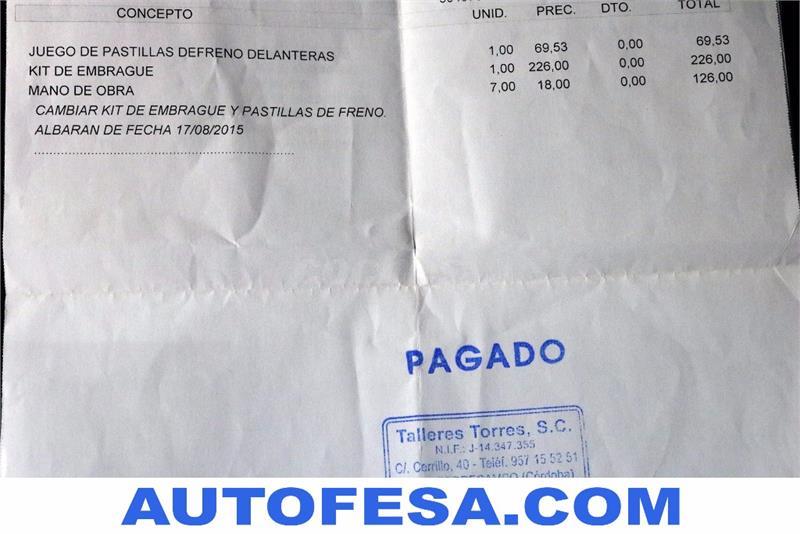 CONCEPTO UNID. PREC. DTO. TOTAL
JUEGO DE PASTILLAS DEFRENO DELANTERAS 1,00 69,53 0,00 69,53
KIT DE EMBRAGUE 1,00 226,00 0,00 226,00
MANO DE OBRA 7,00 18,00 0,00 126,00
CAMBIAR KIT DE EMBRAGUE Y PASTILLAS DE FRENO.
ALBARAN DE FECHA 17/08/2015
PAGADO
Talleres Torres, S.C.
N.I.F.: J-14.347.355
C/. Cerrillo, 40 - Teléf. 957 15 52 51
(Córdoba)
AUTOFESA.COM